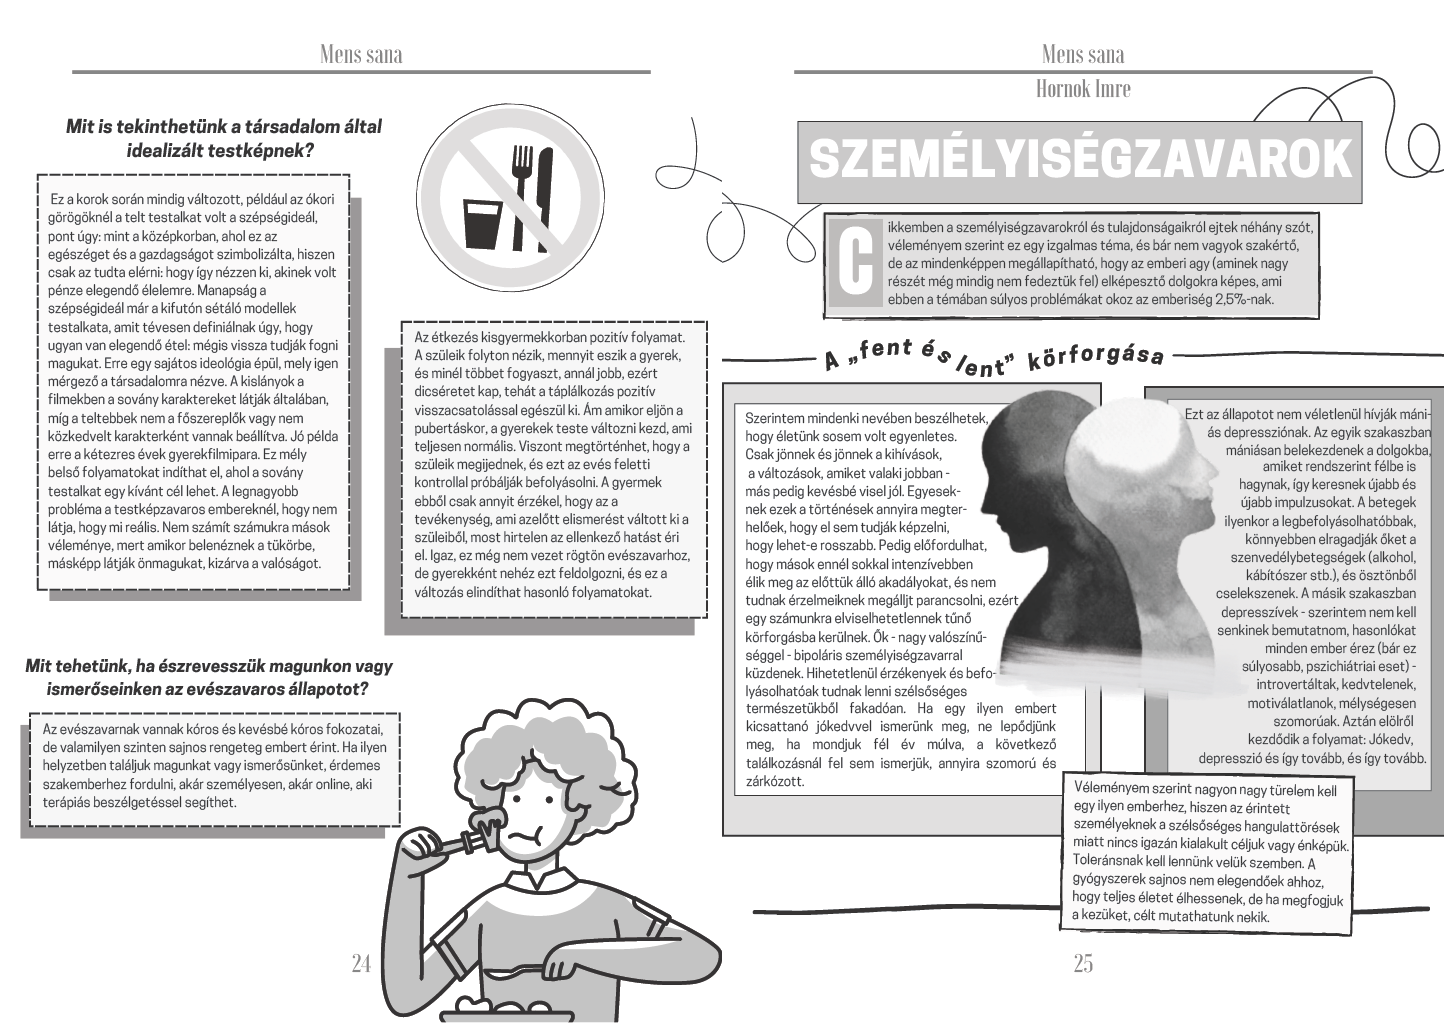 Mens sana
Mit is tekinthetünk a társadalom által
idealizált testképnek?
Ez a korok során mindig változott, például az ókori
görögöknél a telt testalkat volt a szépségideál,
pont úgy: mint a középkorban, ahol ez az
egészéget és a gazdagságot szimbolizálta, hiszen
csak az tudta elérni: hogy így nézzen ki, akinek volt
pénze elegendő élelemre. Manapság a
szépségideál már a kifutón sétáló modellek
testalkata, amit tévesen definiálnak úgy, hogy
ugyan van elegendő étel: mégis vissza tudják fogni
magukat. Erre egy sajátos ideológia épül, mely igen
mérgező a társadalomra nézve. A kislányok a
filmekben a sovány karaktereket látják általában,
míg a teltebbek nem a főszereplők vagy nem
közkedvelt karakterként vannak beállítva. Jó példa
erre a kétezres évek gyerekfilmipara. Ez mély
belső folyamatokat indíthat el, ahol a sovány
testalkat egy kívánt cél lehet. A legnagyobb
probléma a testképzavaros embereknél, hogy nem
látja, hogy mi reális. Nem számít számukra mások
véleménye, mert amikor belenéznek a tükörbe,
másképp látják önmagukat, kizárva a valóságot.
Az étkezés kisgyermekkorban pozitív folyamat.
A szüleik folyton nézik, mennyit eszik a gyerek,
és minél többet fogyaszt, annál jobb, ezért
dicséretet kap, tehát a táplálkozás pozitív
visszacsatolással egészül ki. Ám amikor eljön a
pubertáskor, a gyerekek teste változni kezd, ami
teljesen normális. Viszont megtörténhet, hogy a
szüleik megijednek, és ezt az evés feletti
kontrollal próbálják befolyásolni. A gyermek
ebből csak annyit érzékel, hogy az a
tevékenység, ami azelőtt elismerést váltott ki a
szüleiből, most hirtelen az ellenkező hatást éri
el. Igaz, ez még nem vezet rögtön evészavarhoz,
de gyerekként nehéz ezt feldolgozni, és ez a
változás elindíthat hasonló folyamatokat.
Mit tehetünk, ha észrevesszük magunkon vagy
ismerőseinken az evészavaros állapotot?
Az evészavarnak vannak kóros és kevésbé kóros fokozatai,
de valamilyen szinten sajnos rengeteg embert érint. Ha ilyen
helyzetben találjuk magunkat vagy ismerősünket, érdemes
szakemberhez fordulni, akár személyesen, akár online, aki
terápiás beszélgetéssel segíthet.
24
Mens sana
Hornok Imre
SZEMÉLYISÉGZAVAROK
Cikkemben a személyiségzavarokról és tulajdonságaikról ejtek néhány szót,
véleményem szerint ez egy izgalmas téma, és bár nem vagyok szakértő,
de az mindenképpen megállapítható, hogy az emberi agy (aminek nagy
részét még mindig nem fedeztük fel) elképesztő dolgokra képes, ami
ebben a témában súlyos problémákat okoz az emberiség 2,5%-nak.
A „fent és lent” körforgása
Szerintem mindenki nevében beszélhetek,
hogy életünk sosem volt egyenletes.
Csak jönnek és jönnek a kihívások,
a változások, amiket valaki jobban -
más pedig kevésbé visel jól. Egyesek-
nek ezek a történések annyira megter-
helőek, hogy el sem tudják képzelni,
hogy lehet-e rosszabb. Pedig előfordulhat,
hogy mások ennél sokkal intenzívebben
élik meg az előttük álló akadályokat, és nem
tudnak érzelmeiknek megálljt parancsolni, ezért
egy számunkra elviselhetetlennek tűnő
körforgásba kerülnek. Ők - nagy valószínű-
séggel - bipoláris személyiségzavarral
küzdenek. Hihetetlenül érzékenyek és befo-
lyásolhatóak tudnak lenni szélsőséges
természetükből fakadóan. Ha egy ilyen embert
kicsattanó jókedvvel ismerünk meg, ne lepődjünk
meg, ha mondjuk fél év múlva, a következő
találkozásnál fel sem ismerjük, annyira szomorú és
zárkózott.
Ezt az állapotot nem véletlenül hívják máni-
ás depressziónak. Az egyik szakaszban
mániásan belekezdenek a dolgokba,
amiket rendszerint félbe is
hagynak, így keresnek újabb és
újabb impulzusokat. A betegek
ilyenkor a legbefolyásolhatóbbak,
könnyebben elragadják őket a
szenvedélybetegségek (alkohol,
kábítószer stb.), és ösztönből
cselekszenek. A másik szakaszban
depresszívek - szerintem nem kell
senkinek bemutatnom, hasonlókat
minden ember érez (bár ez
súlyosabb, pszichiátriai eset) -
introvertáltak, kedvtelenek,
motiválatlanok, mélységesen
szomorúak. Aztán elölről
kezdődik a folyamat: Jókedv,
depresszió és így tovább, és így tovább.
Véleményem szerint nagyon nagy türelem kell
egy ilyen emberhez, hiszen az érintett
személyeknek a szélsőséges hangulattörések
miatt nincs igazán kialakult céljuk vagy énképük.
Toleránsnak kell lennünk velük szemben. A
gyógyszerek sajnos nem elegendőek ahhoz,
hogy teljes életet élhessenek, de ha megfogjuk
a kezüket, célt mutathatunk nekik.
25